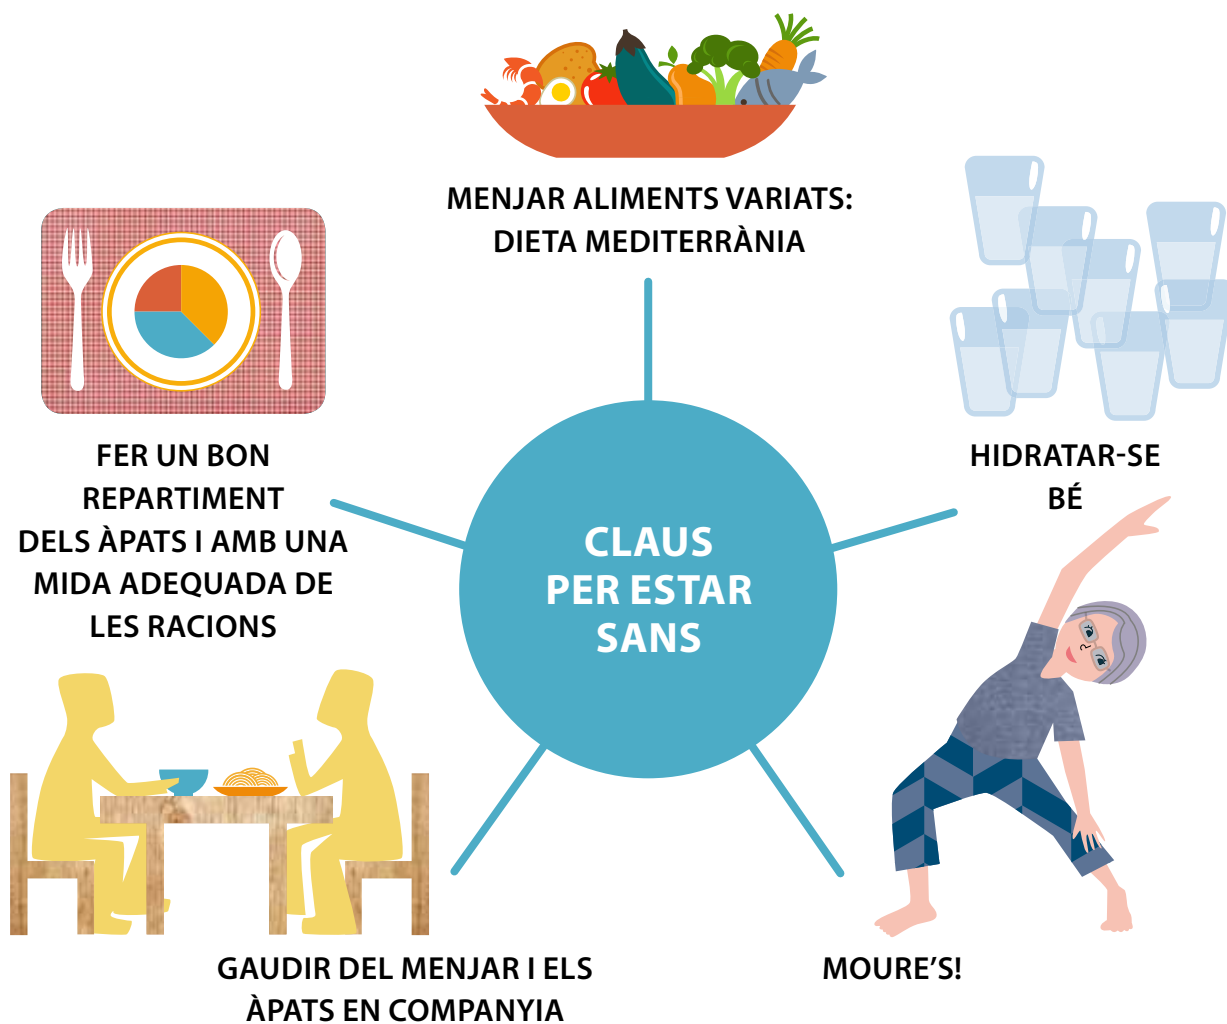 MENJAR ALIMENTS VARIATS:
DIETA MEDITERRÀNIA
FER UN BON
REPARTIMENT
DELS ÀPATS I AMB UNA
MIDA ADEQUADA DE
LES RACIONS
HIDRATAR-SE
BÉ
CLAUS
PER ESTAR
SANS
GAUDIR DEL MENJAR I ELS
ÀPATS EN COMPANYIA
MOURE’S!